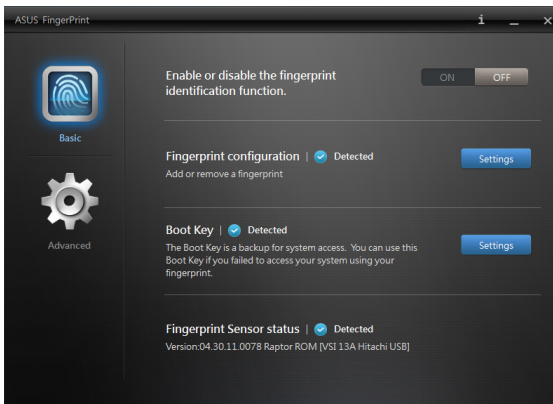 ASUS FingerPrint
i
Basic
Advanced
Enable or disable the fingerprint
identification function.
ON OFF
Fingerprint configuration | Detected
Add or remove a fingerprint
Settings
Boot Key | Detected
The Boot Key is a backup for system access. You can use this
Boot Key if you failed to access your system using your
fingerprint.
Settings
Fingerprint Sensor status | Detected
Version:04.30.11.0078 Raptor ROM [VSI 13A Hitachi USB]